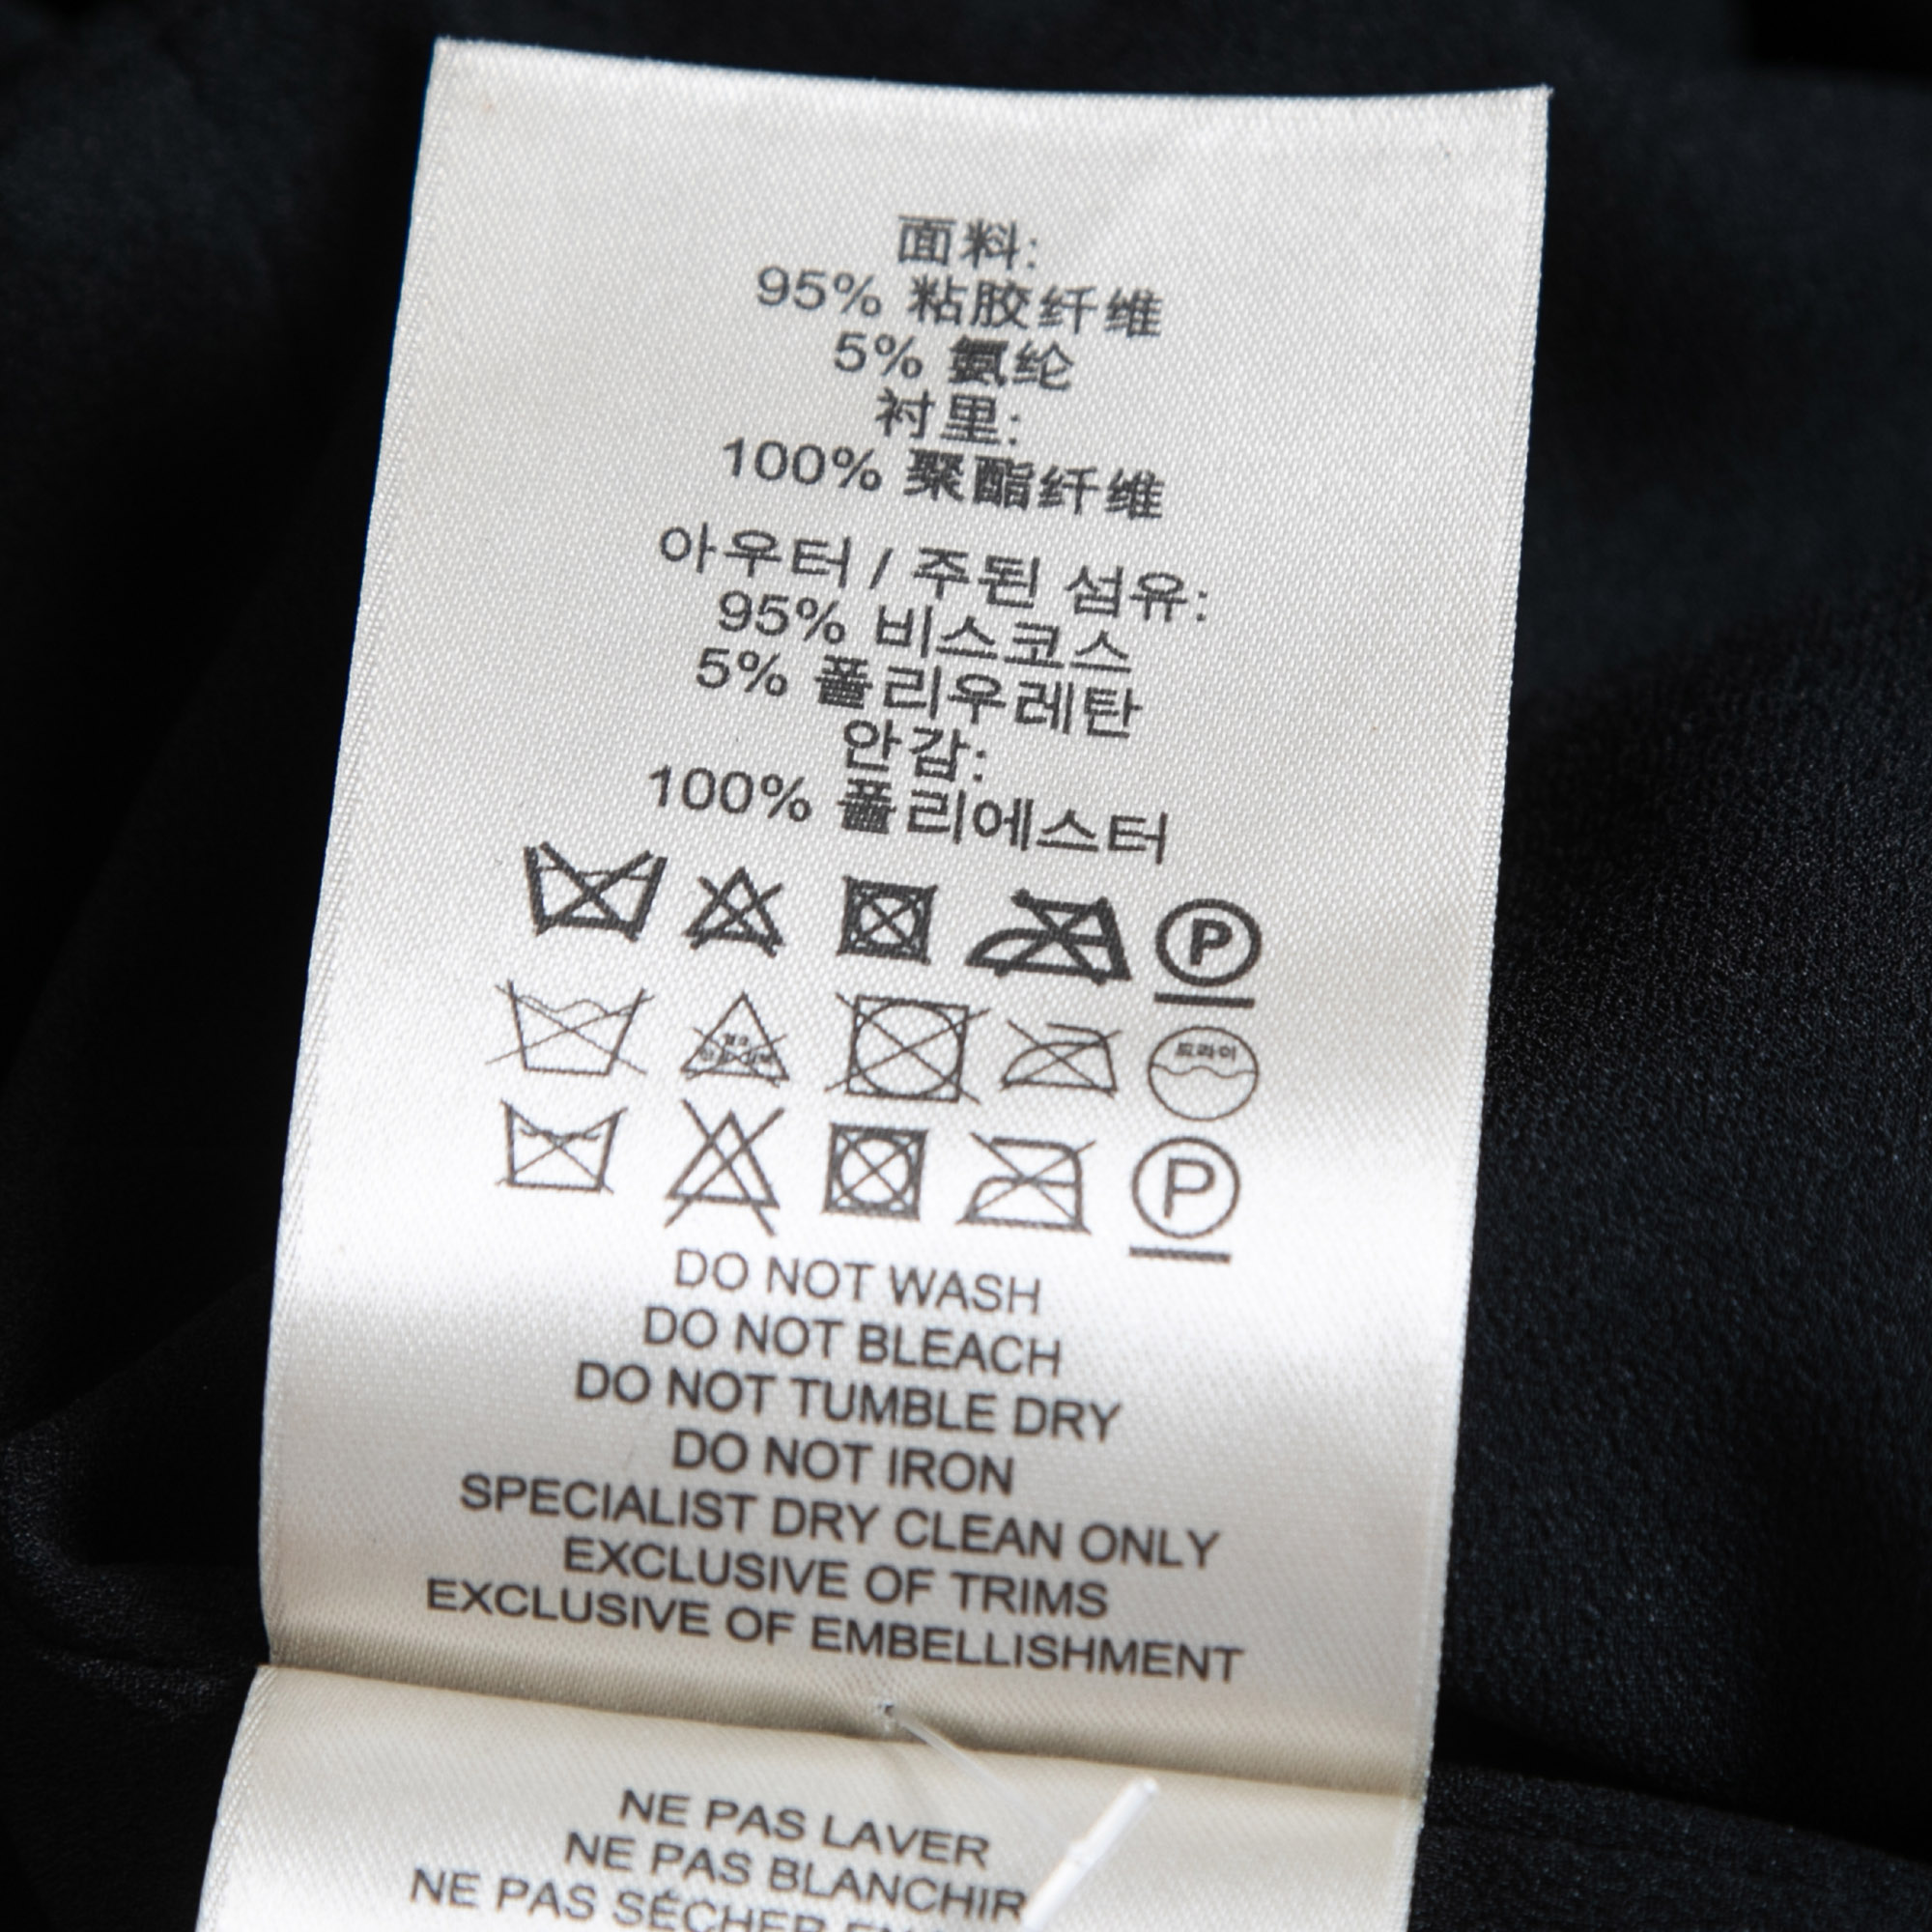 面料:
95% 粘胶纤维
5% 氨纶
衬里:
100% 聚酯纤维
아우터 / 주된 섬유:
95% 비스코스
5% 폴리우레탄
안감:
100% 폴리에스터
P
드라이
P
DO NOT WASH
DO NOT BLEACH
DO NOT TUMBLE DRY
DO NOT IRON
SPECIALIST DRY CLEAN ONLY
EXCLUSIVE OF TRIMS
EXCLUSIVE OF EMBELLISHMENT
NE PAS LAVER
NE PAS BLANCHIR
NE PAS SÉCHER